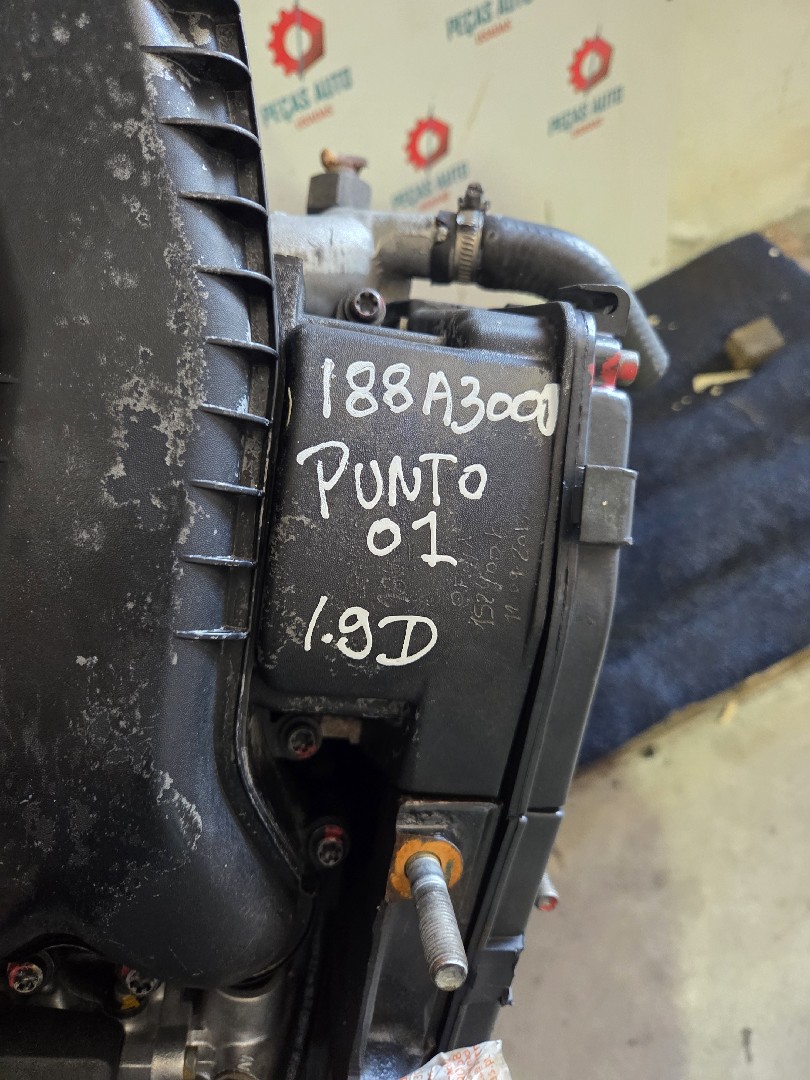 PEÇAS AUTO
PEÇAS AUTO
PEÇAS AUTO
PEÇAS AUTO
188A3000
PUNTO
01
1.9D